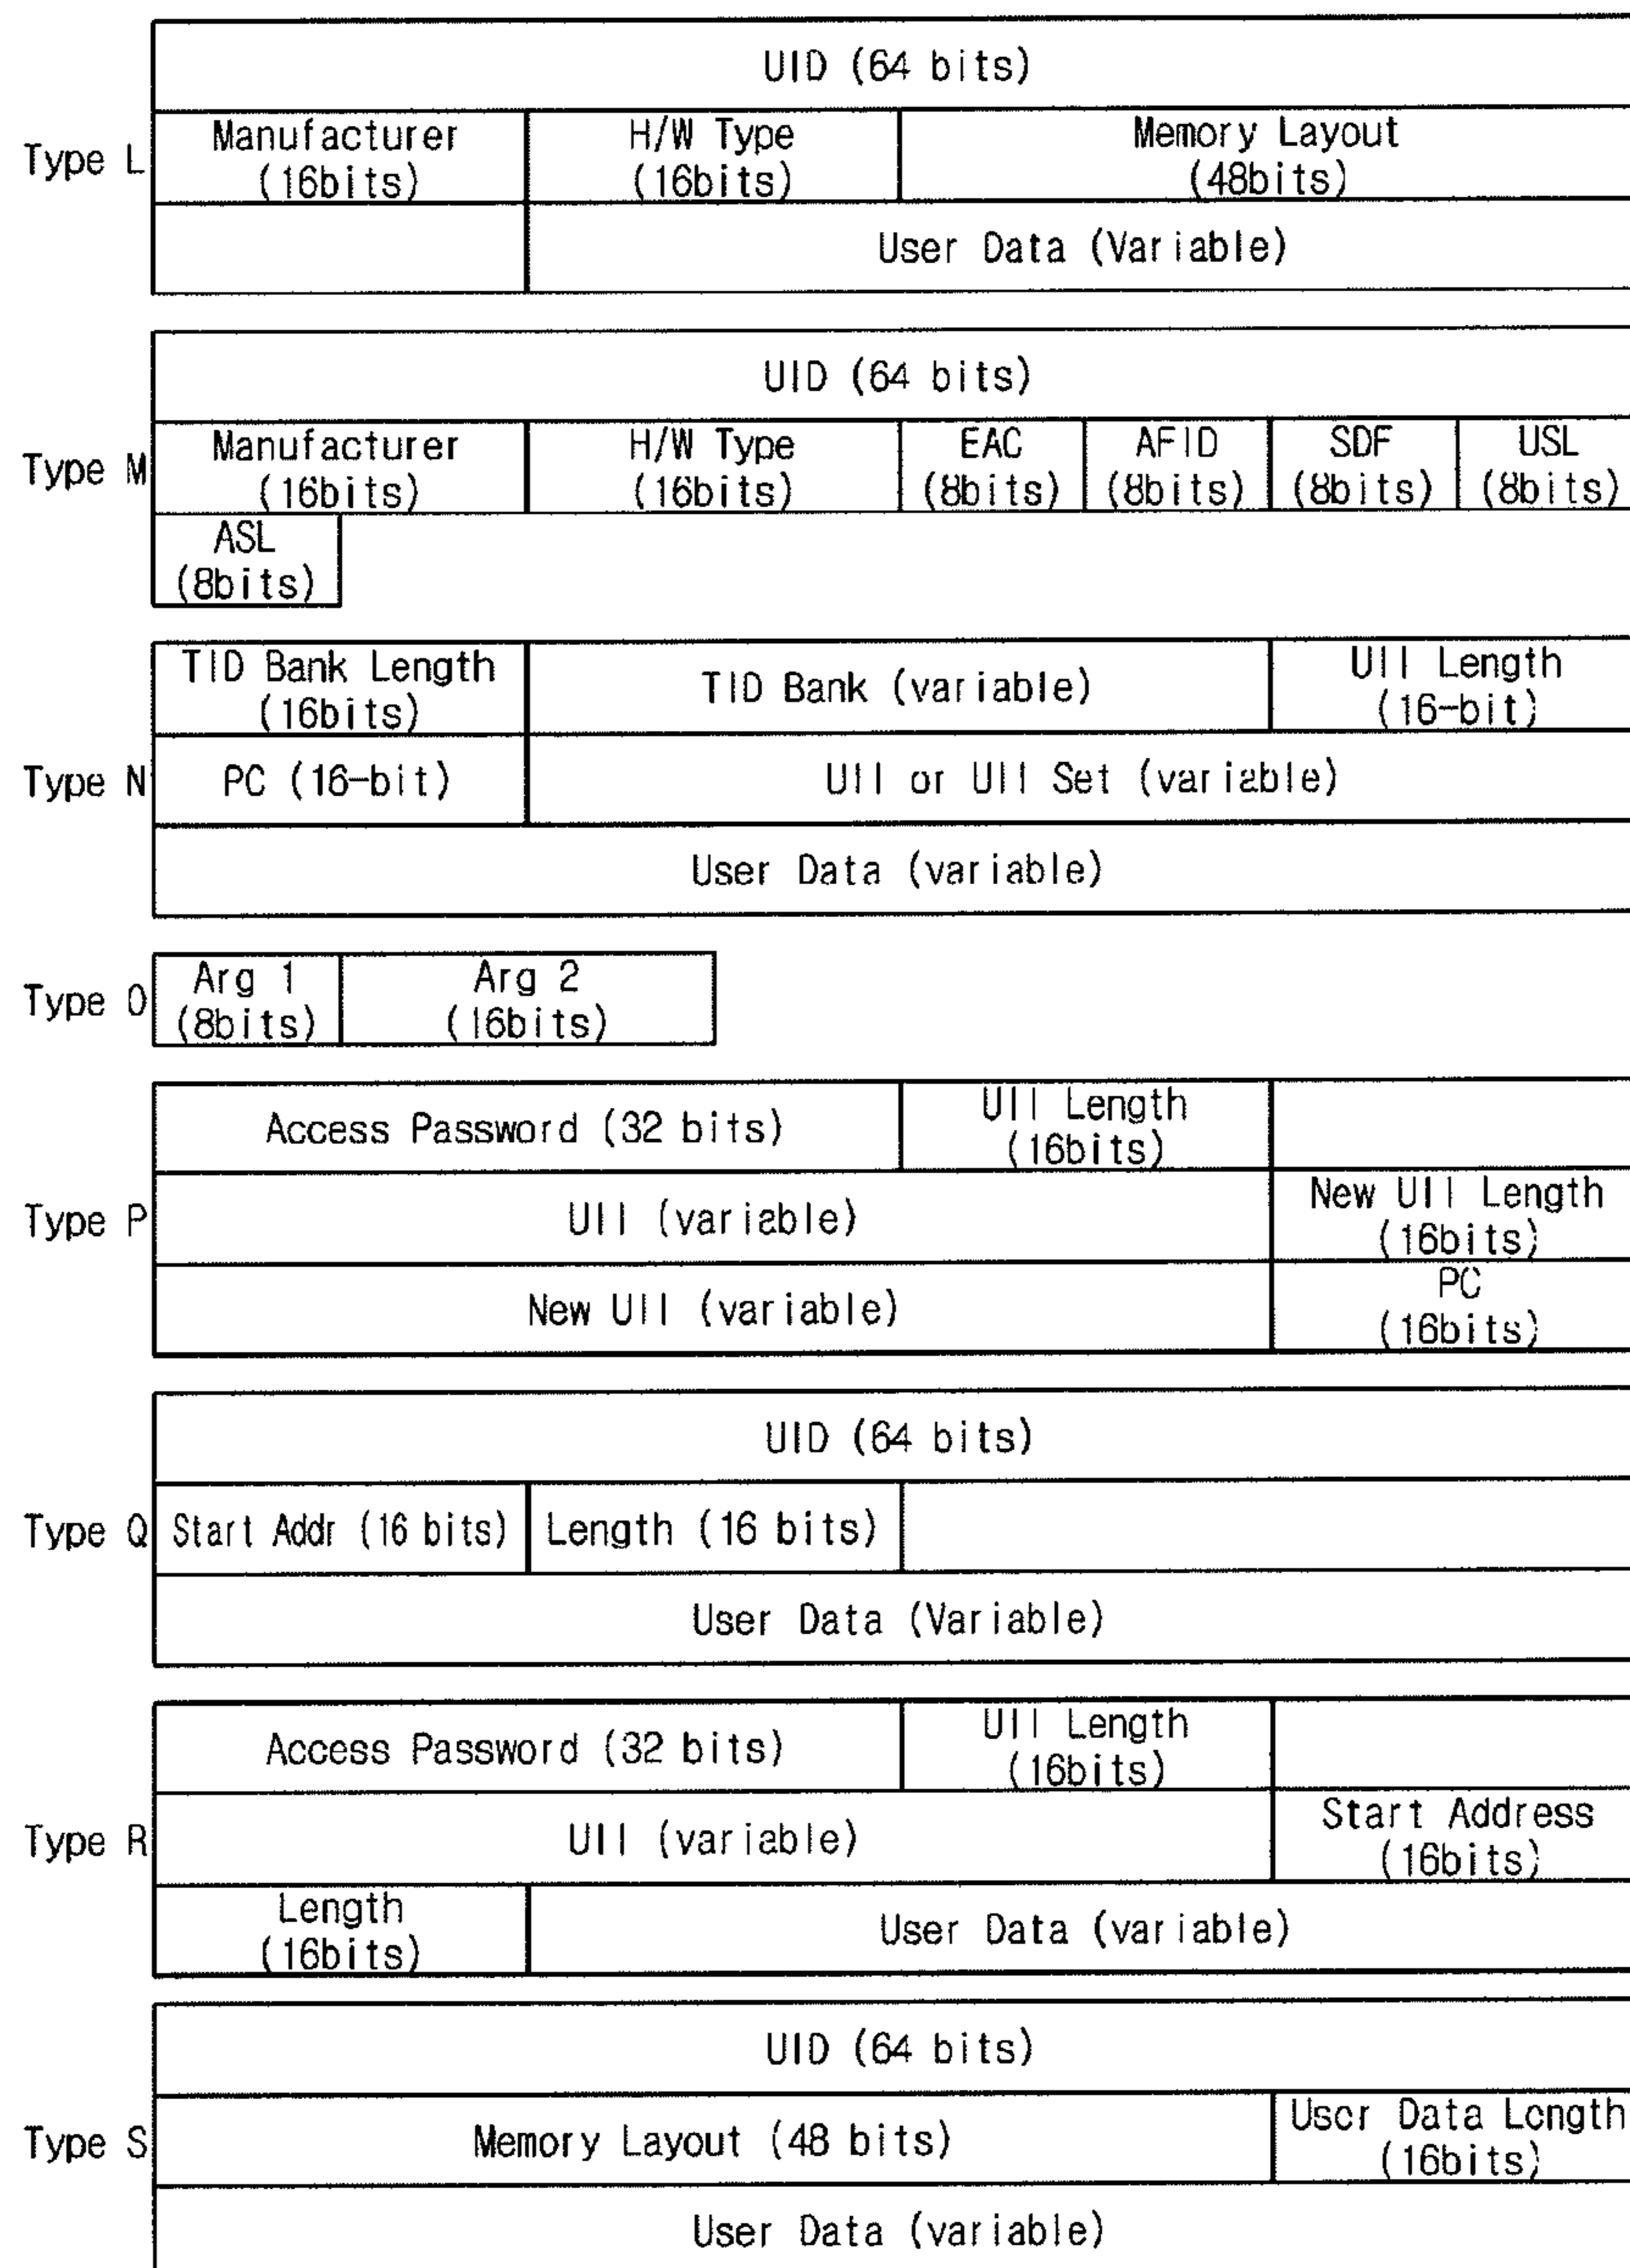 UID (64 bits)
Type L
Manufacturer
(16bits)
H/W Type
(16bits)
Memory Layout
(48bits)
User Data (Variable)
UID (64 bits)
Type M
Manufacturer
(16bits)
H/W Type
(16bits)
EAC
(8bits)
AFID
(8bits)
SDF
(8bits)
USL
(8bits)
ASL
(8bits)
TID Bank Length
(16bits)
TID Bank (variable)
UII Length
(16-bit)
Type N
PC (16-bit)
UII or UII Set (variable)
User Data (variable)
Type O
Arg 1
(8bits)
Arg 2
(16bits)
Access Password (32 bits)
UII Length
(16bits)
Type P
UII (variable)
New UII Length
(16bits)
New UII (variable)
PC
(16bits)
UID (64 bits)
Type Q
Start Addr (16 bits)
Length (16 bits)
User Data (Variable)
Access Password (32 bits)
UII Length
(16bits)
Type R
UII (variable)
Start Address
(16bits)
Length
(16bits)
User Data (variable)
UID (64 bits)
Type S
Memory Layout (48 bits)
User Data Length
(16bits)
User Data (variable)